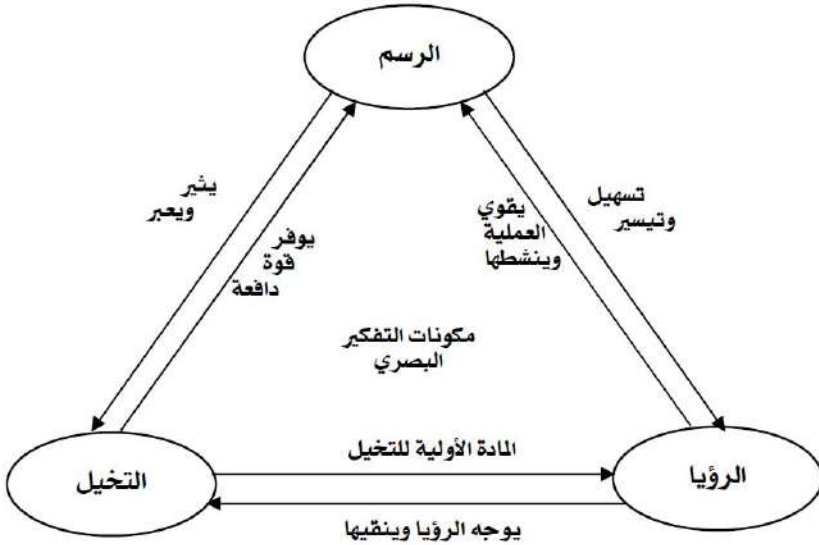 الرسم
تسهيل
وتيسير
يقوي
العملية
وينشطها
يثير
ويعبر
يوفر
قوة
دافعة
مكونات التفكير
البصري
الرؤيا
المادة الأولية للتخيل
التخيل
يوجه الرؤيا وينقيها